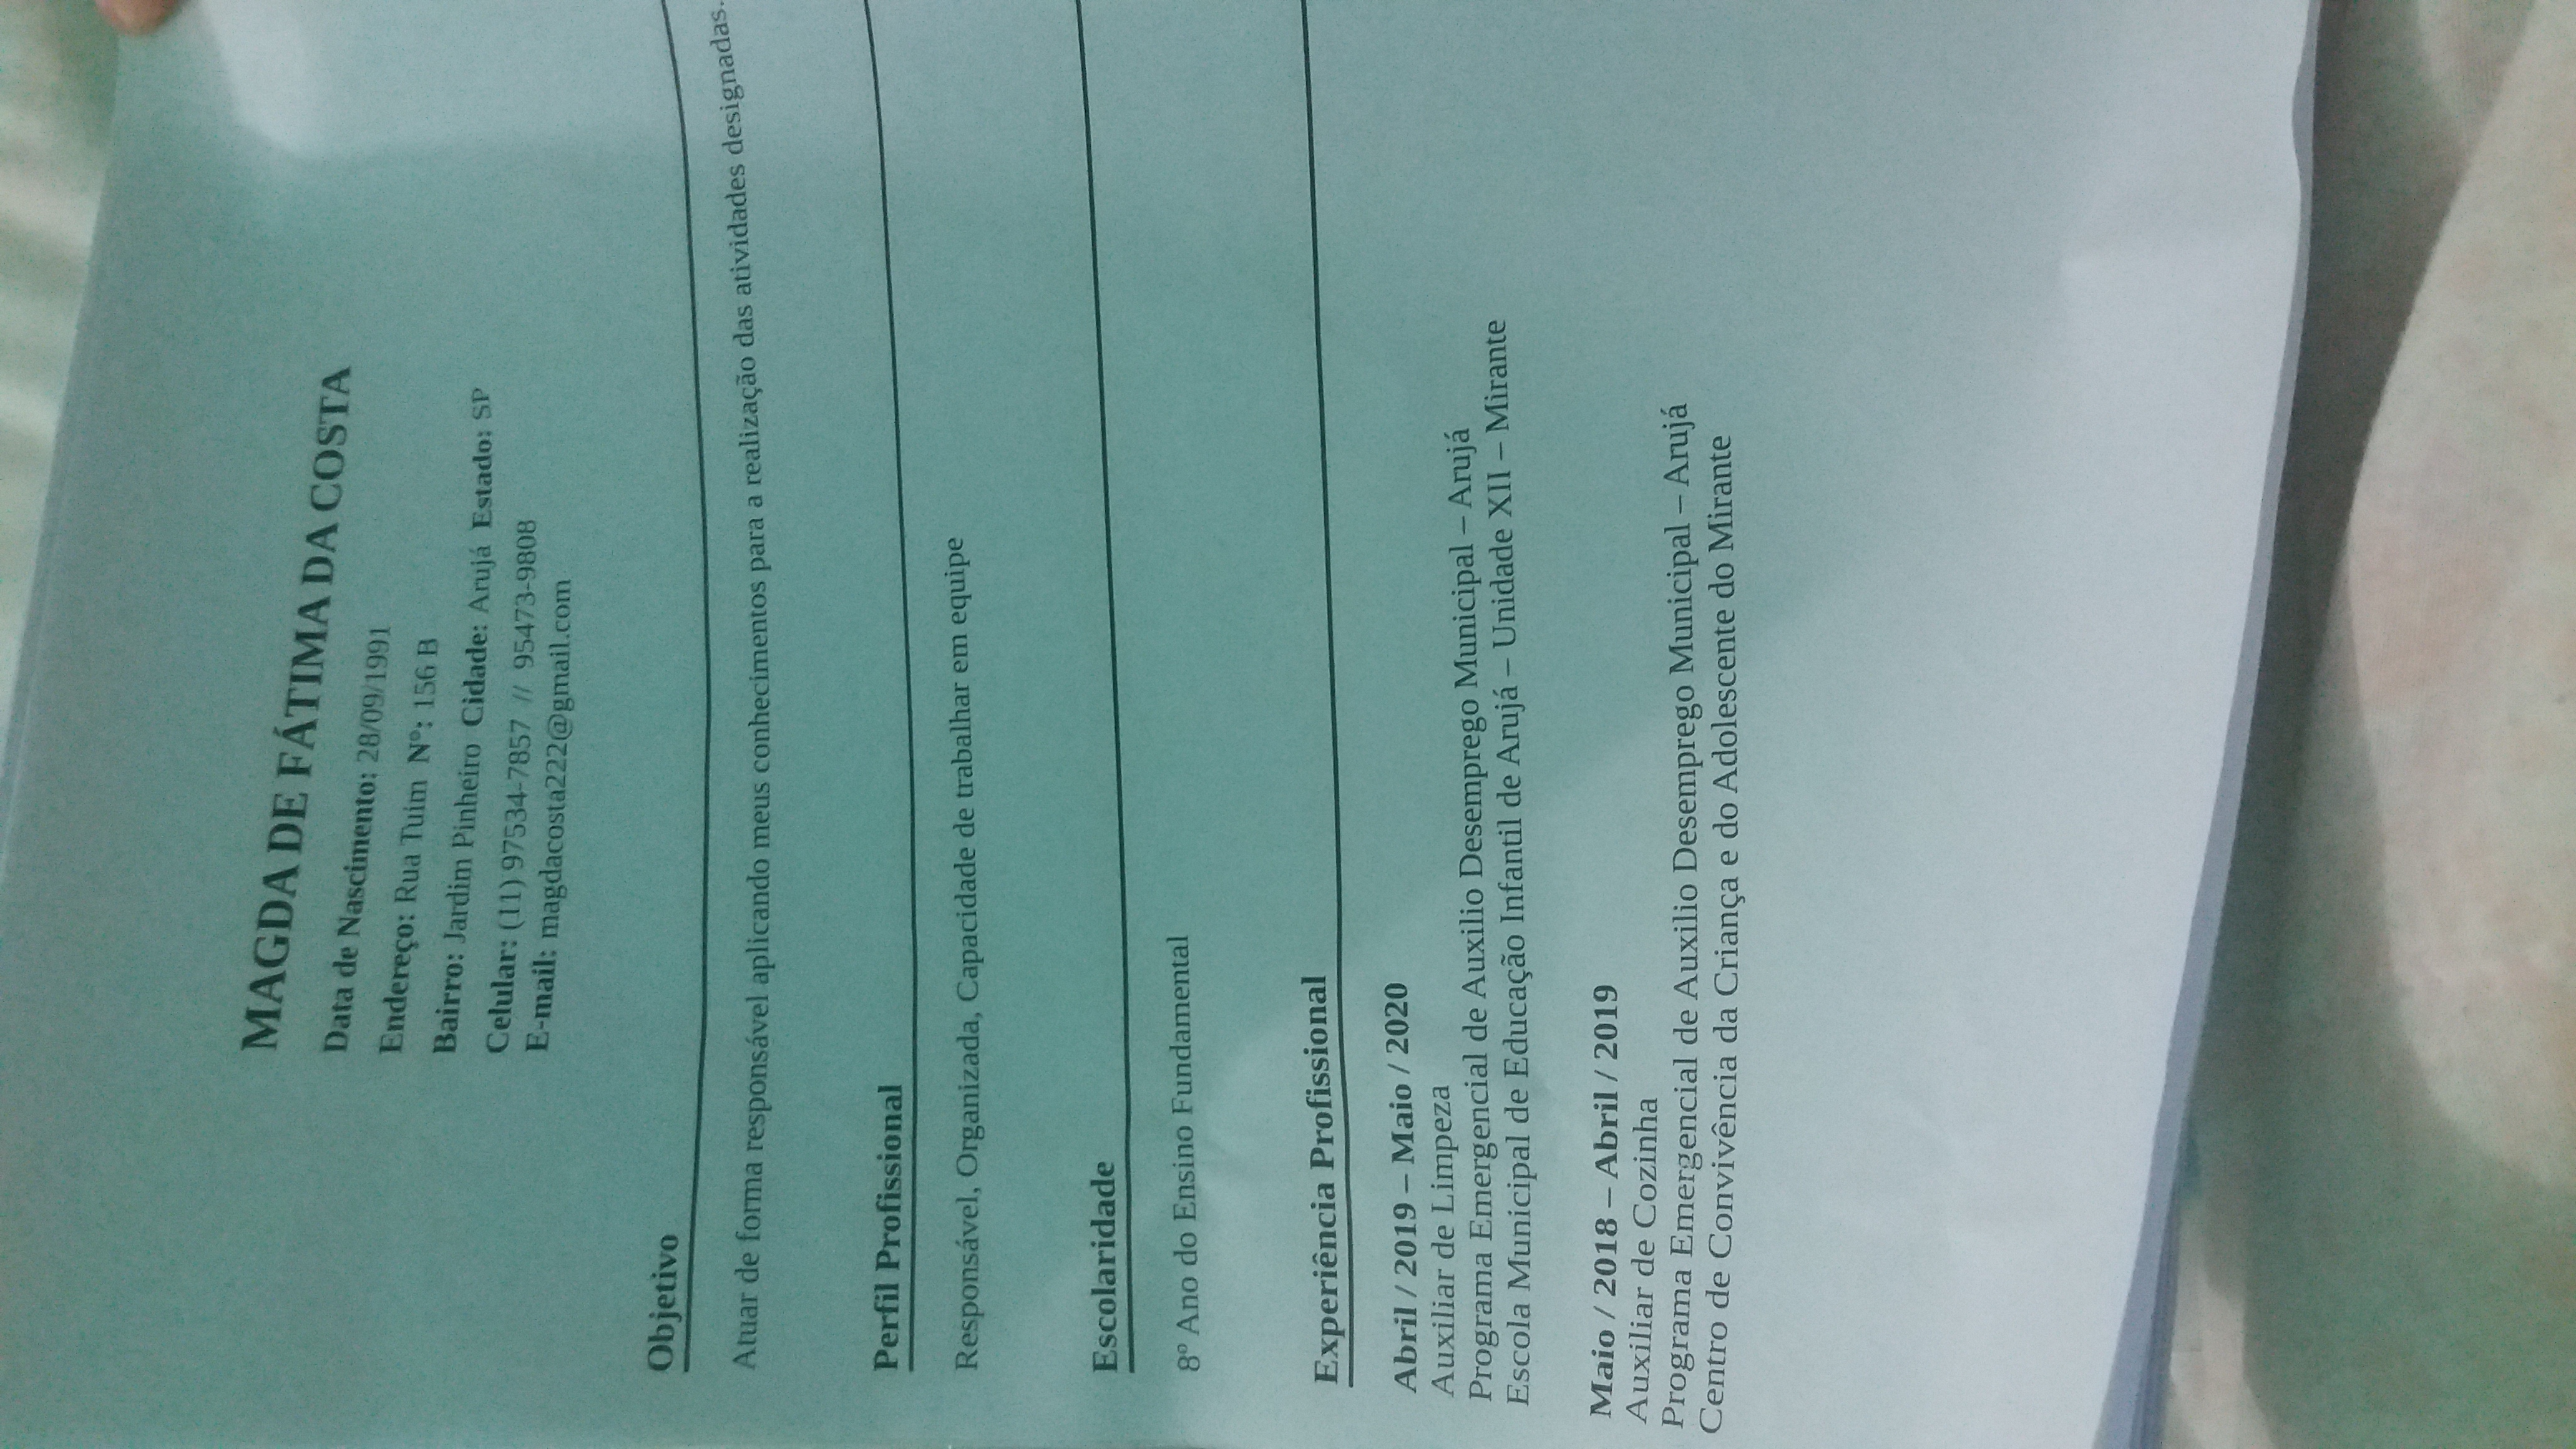 MAGDA DE FÁTIMA DA COSTA
Data de Nascimento: 28/09/1991
Endereço: Rua Tuim Nº: 156 B
Bairro: Jardim Pinheiro Cidade: Arujá Estado: SP
Celular: (11) 97534-7857 // 95473-9808
E-mail: magdacosta222@gmail.com
Objetivo
Atuar de forma responsável aplicando meus conhecimentos para a realização das atividades designadas.
Perfil Profissional
Responsável, Organizada, Capacidade de trabalhar em equipe
Escolaridade
8º Ano do Ensino Fundamental
Experiência Profissional
Abril / 2019 – Maio / 2020
Auxiliar de Limpeza
Programa Emergencial de Auxilio Desemprego Municipal – Arujá
Escola Municipal de Educação Infantil de Arujá – Unidade XII – Mirante
Maio / 2018 – Abril / 2019
Auxiliar de Cozinha
Programa Emergencial de Auxilio Desemprego Municipal – Arujá
Centro de Convivência da Criança e do Adolescente do Mirante